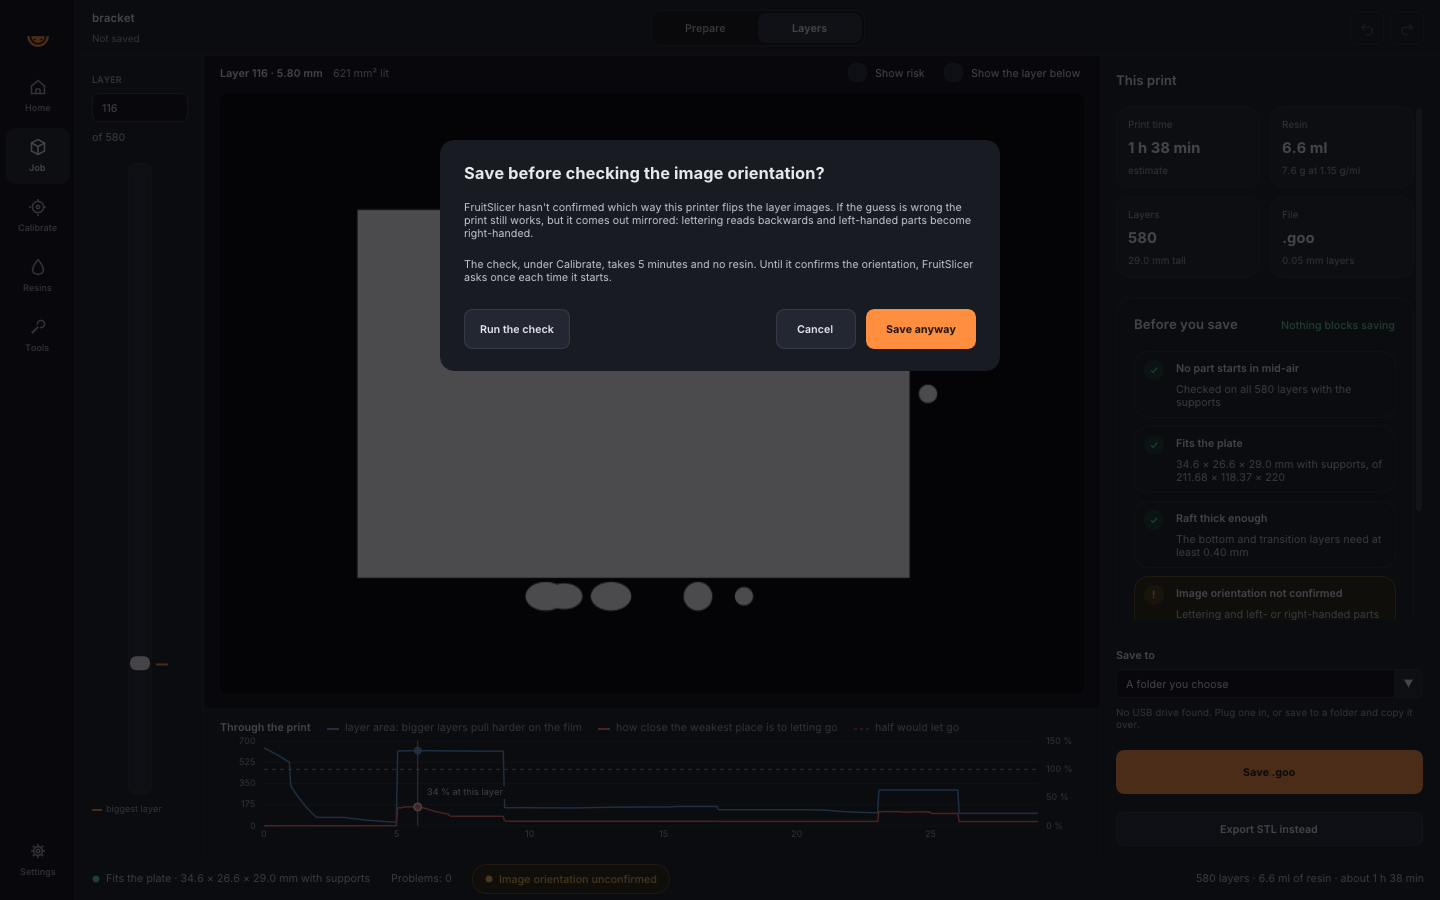 bracket
Not saved
Prepare
Layers
Home
Job
Calibrate
Resins
Tools
Settings
LAYER
116
of 580
biggest layer
Layer 116 · 5.80 mm 621 mm² lit
Show risk
Show the layer below
Save before checking the image orientation?
FruitSlicer hasn't confirmed which way this printer flips the layer images. If the guess is wrong the
print still works, but it comes out mirrored: lettering reads backwards and left-handed parts become
right-handed.
The check, under Calibrate, takes 5 minutes and no resin. Until it confirms the orientation, FruitSlicer
asks once each time it starts.
Run the check
Cancel
Save anyway
Through the print
layer area: bigger layers pull harder on the film
how close the weakest place is to letting go
half would let go
700
525
350
175
0
150 %
100 %
50 %
0 %
34 % at this layer
0
5
10
15
20
25
This print
Print time
1 h 38 min
estimate
Resin
6.6 ml
7.6 g at 1.15 g/ml
Layers
580
29.0 mm tall
File
.goo
0.05 mm layers
Before you save
Nothing blocks saving
No part starts in mid-air
Checked on all 580 layers with the
supports
Fits the plate
34.6 × 26.6 × 29.0 mm with supports, of
211.68 × 118.37 × 220
Raft thick enough
The bottom and transition layers need at
least 0.40 mm
Image orientation not confirmed
Lettering and left- or right-handed parts
Save to
A folder you choose
No USB drive found. Plug one in, or save to a folder and copy it
over.
Save .goo
Export STL instead
Fits the plate · 34.6 × 26.6 × 29.0 mm with supports
Problems: 0
Image orientation unconfirmed
580 layers · 6.6 ml of resin · about 1 h 38 min